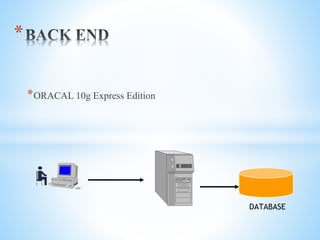 *BACK END
*ORACAL 10g Express Edition
DATABASE